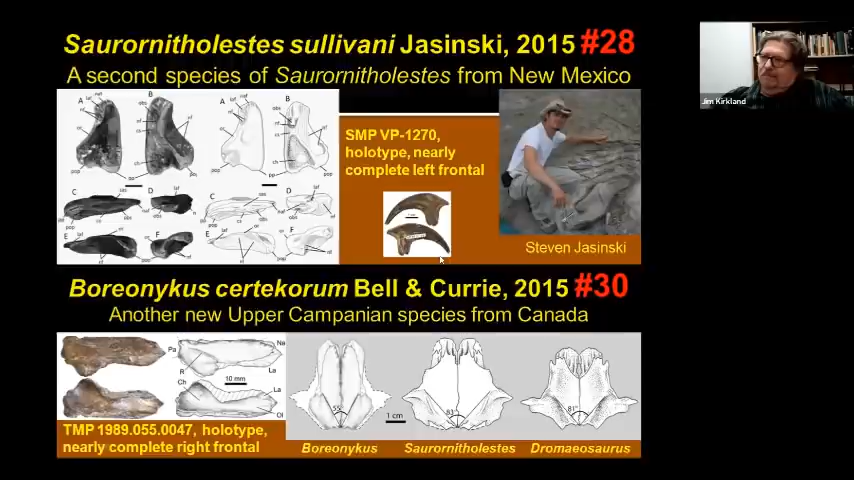 Saurornitholestes sullivani Jasinski, 2015 #28
A second species of Saurornitholestes from New Mexico
SMP VP-1270,
holotype, nearly
complete left frontal
Steven Jasinski
Jim Kirkland
Boreonykus certekorum Bell & Currie, 2015 #30
Another new Upper Campanian species from Canada
Pa
Na
R
La
Ch
10 mm
La
Ol
55°
1 cm
83°
81°
TMP 1989.055.0047, holotype,
nearly complete right frontal
Boreonykus
Saurornitholestes
Dromaeosaurus